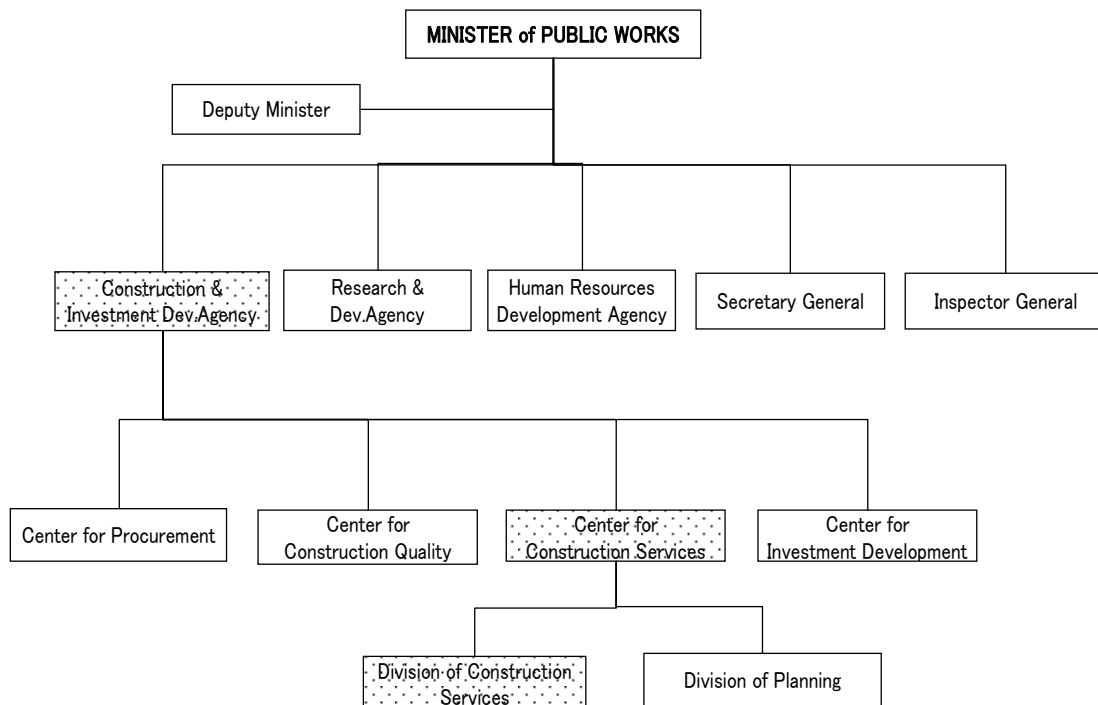 MINISTER of PUBLIC WORKS
Deputy Minister
Construction &
Investment Dev.Agency
Research &
Dev.Agency
Human Resources
Development Agency
Secretary General
Inspector General
Center for Procurement
Center for
Construction Quality
Center for
Construction Services
Center for
Investment Development
Division of Construction
Services
Division of Planning